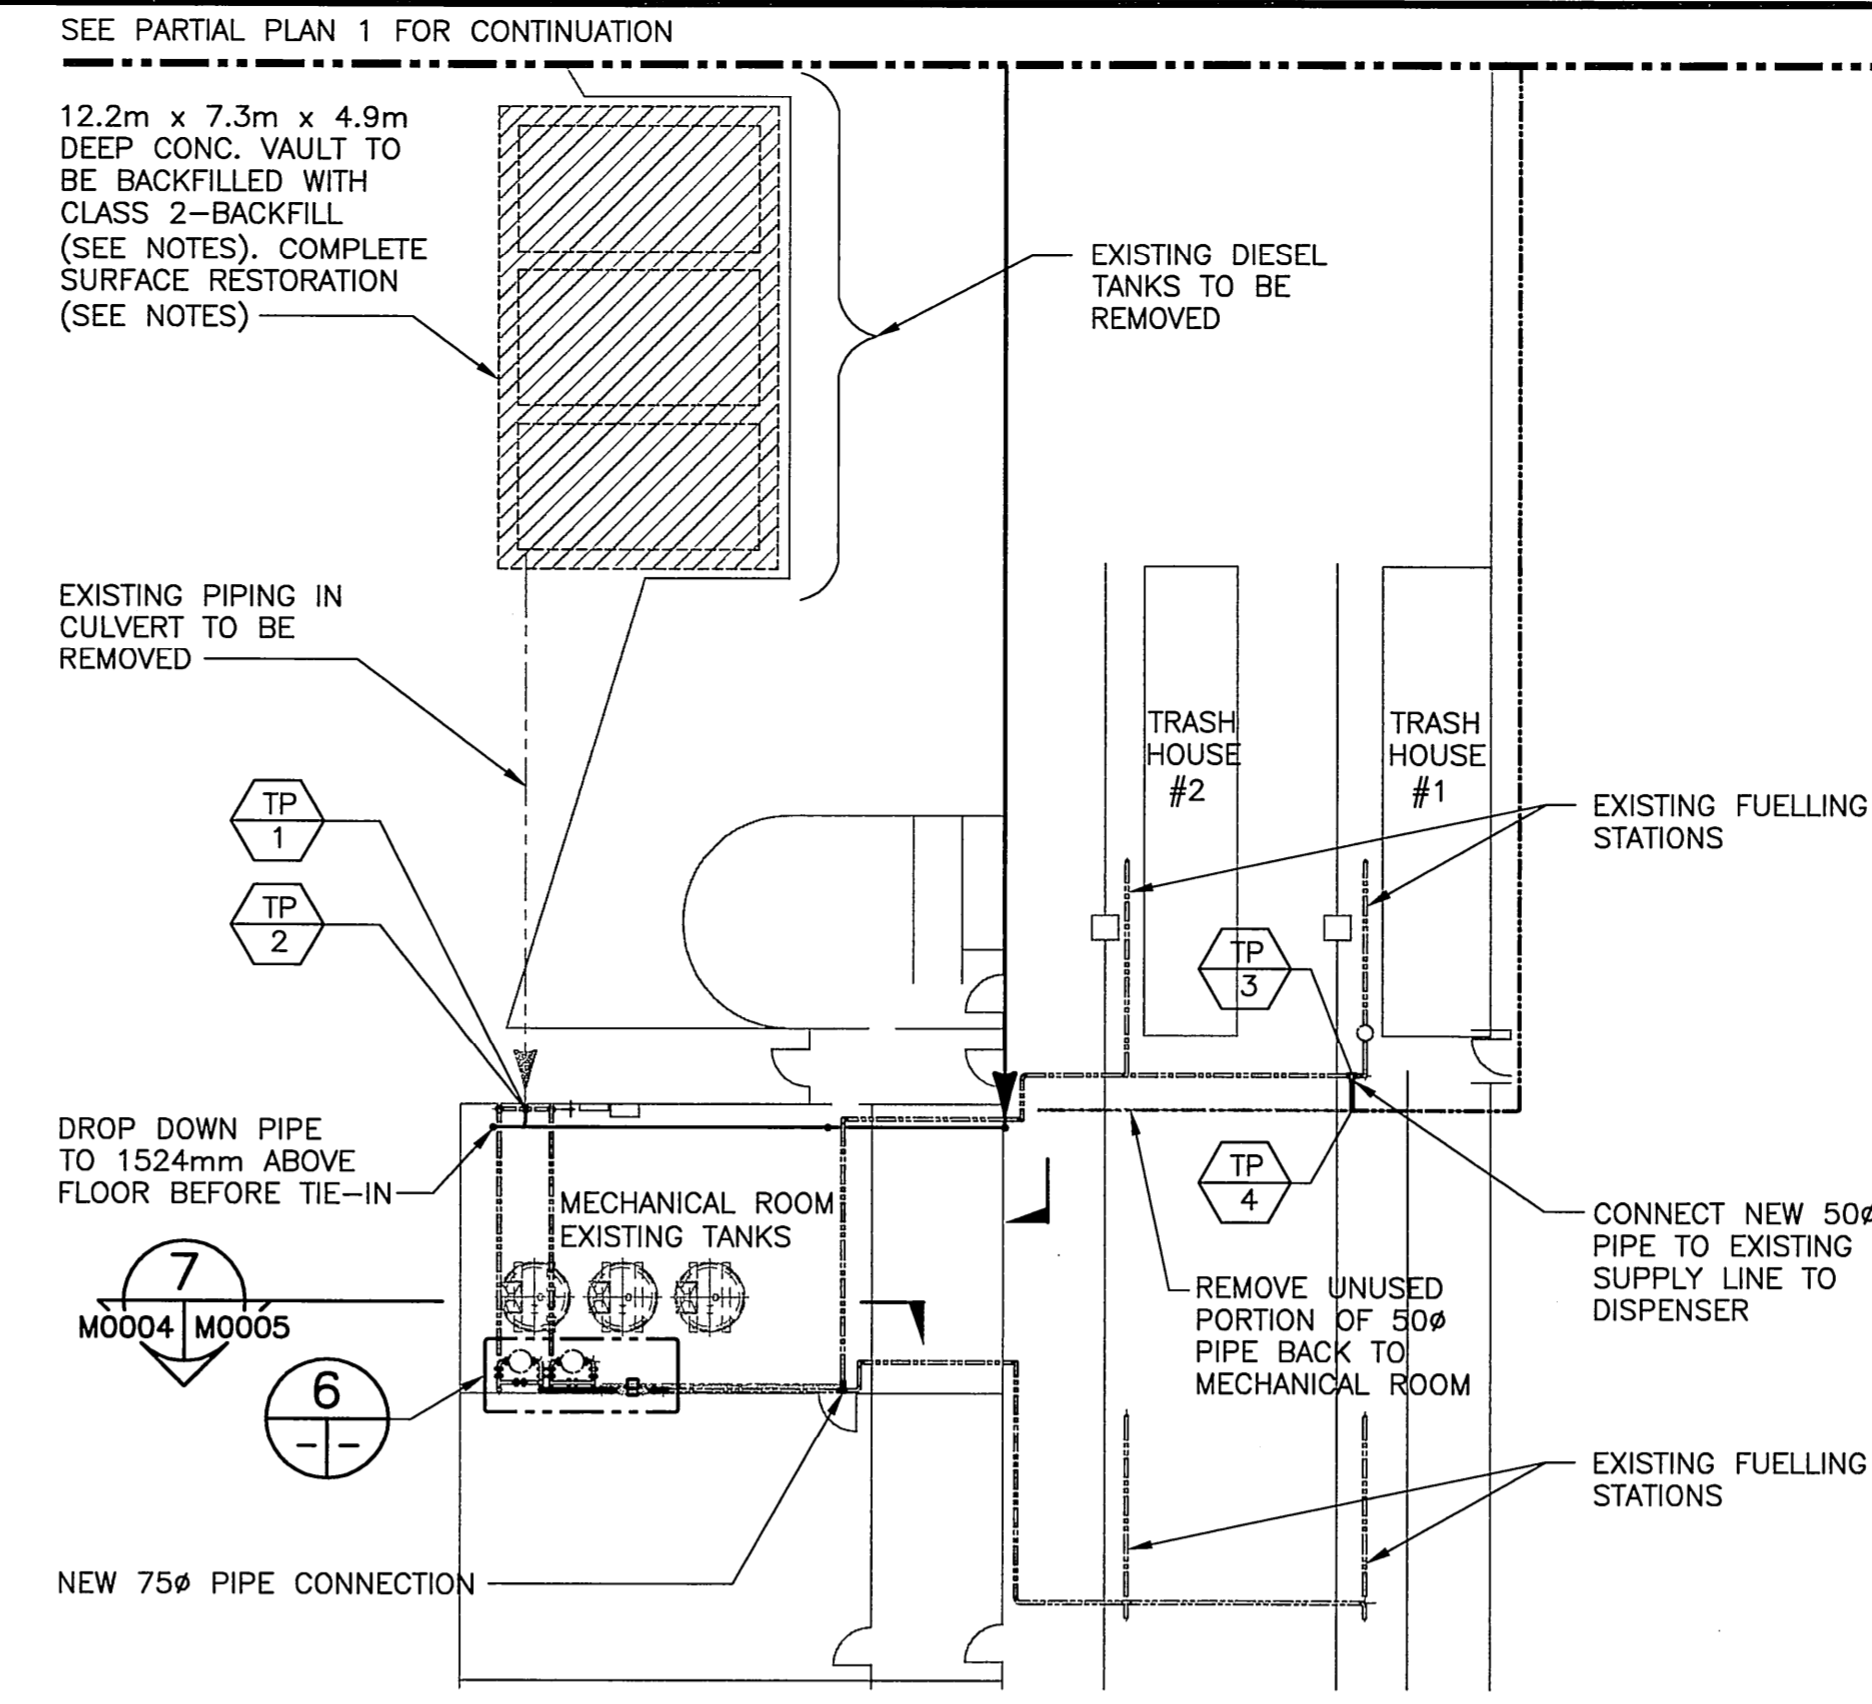 SEE PARTIAL PLAN 1 FOR CONTINUATION
12.2m x 7.3m x 4.9m
DEEP CONC. VAULT TO
BE BACKFILLED WITH
CLASS 2-BACKFILL
(SEE NOTES). COMPLETE
SURFACE RESTORATION
(SEE NOTES)
EXISTING DIESEL
TANKS TO BE
REMOVED
EXISTING PIPING IN
CULVERT TO BE
REMOVED
TRASH
HOUSE
#2
TRASH
HOUSE
#1
EXISTING FUELLING
STATIONS
TP
1
TP
2
TP
3
TP
4
DROP DOWN PIPE
TO 1524mm ABOVE
FLOOR BEFORE TIE-IN
MECHANICAL ROOM
EXISTING TANKS
CONNECT NEW 50ø
PIPE TO EXISTING
SUPPLY LINE TO
DISPENSER
REMOVE UNUSED
PORTION OF 50ø
PIPE BACK TO
MECHANICAL ROOM
7
M0004 M0005
6
- -
EXISTING FUELLING
STATIONS
NEW 75ø PIPE CONNECTION